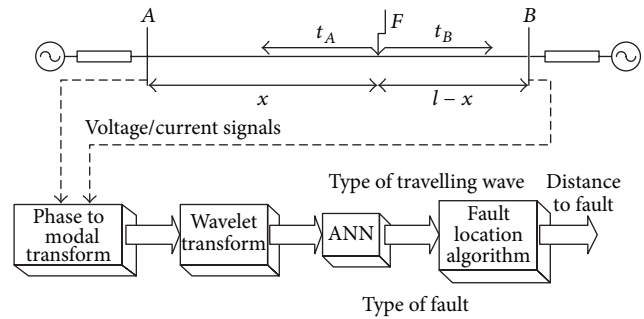 A
F
B
t_A
t_B
x
l − x
Voltage/current signals
Type of travelling wave
Distance
to fault
Phase to
modal
transform
Wavelet
transform
ANN
Fault
location
algorithm
Type of fault